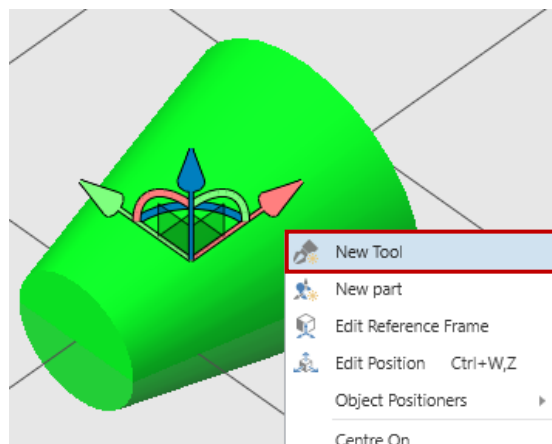 New Tool
New part
Edit Reference Frame
Edit Position Ctrl+W,Z
Object Positioners
Centre On